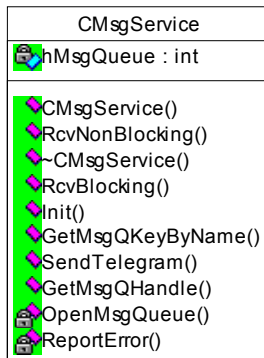 CMsgService
hMsgQueue : int
CMsgService()
RcvNonBlocking()
~CMsgService()
RcvBlocking()
Init()
GetMsgQKeyByName()
SendTelegram()
GetMsgQHandle()
OpenMsgQueue()
ReportError()